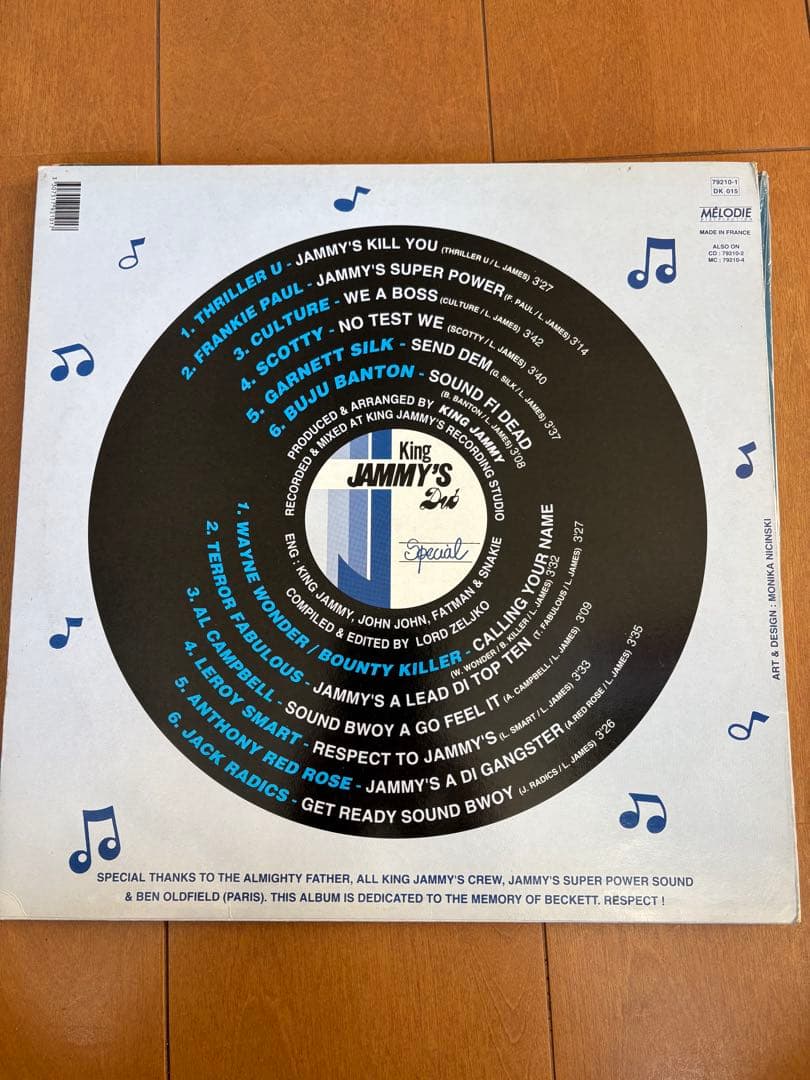 79210-1
DK 015
MÉLODIE
MADE IN FRANCE
ALSO ON
CD : 79210-2
MC : 79210-4
1. THRILLER U - JAMMY'S KILL YOU (THRILLER U / L. JAMES) 3'27
2. FRANKIE PAUL - JAMMY'S SUPER POWER (F. PAUL / L. JAMES) 3'14
3. CULTURE - WE A BOSS (CULTURE / L. JAMES) 3'42
4. SCOTTY - NO TEST WE (SCOTTY / L. JAMES) 3'40
5. GARNETT SILK - SEND DEM (G. SILK / L. JAMES) 3'37
6. BUJU BANTON - SOUND FI DEAD
(B. BANTON / L. JAMES) 3'08
PRODUCED & ARRANGED BY KING JAMMY
RECORDED & MIXED AT KING JAMMY'S RECORDING STUDIO
King
JAMMY'S
Dub
Special
ENG : KING JAMMY, JOHN JOHN, FATMAN & SNAKIE
COMPILED & EDITED BY LORD ZELJKO
1. WAYNE WONDER / BOUNTY KILLER - CALLING YOUR NAME
(W. WONDER / B. KILLER / L. JAMES) 3'32
2. TERROR FABULOUS - JAMMY'S A LEAD DI TOP TEN (T. FABULOUS / L. JAMES) 3'27
3. AL CAMPBELL - SOUND BWOY A GO FEEL IT (A. CAMPBELL / L. JAMES) 3'09
4. LEROY SMART - RESPECT TO JAMMY'S (L. SMART / L. JAMES) 3'33
5. ANTHONY RED ROSE - JAMMY'S A DI GANGSTER (A.RED ROSE / L. JAMES) 3'35
6. JACK RADICS - GET READY SOUND BWOY (J. RADICS / L. JAMES) 3'26
ART & DESIGN : MONIKA NICINSKI
SPECIAL THANKS TO THE ALMIGHTY FATHER, ALL KING JAMMY'S CREW, JAMMY'S SUPER POWER SOUND
& BEN OLDFIELD (PARIS). THIS ALBUM IS DEDICATED TO THE MEMORY OF BECKETT. RESPECT !